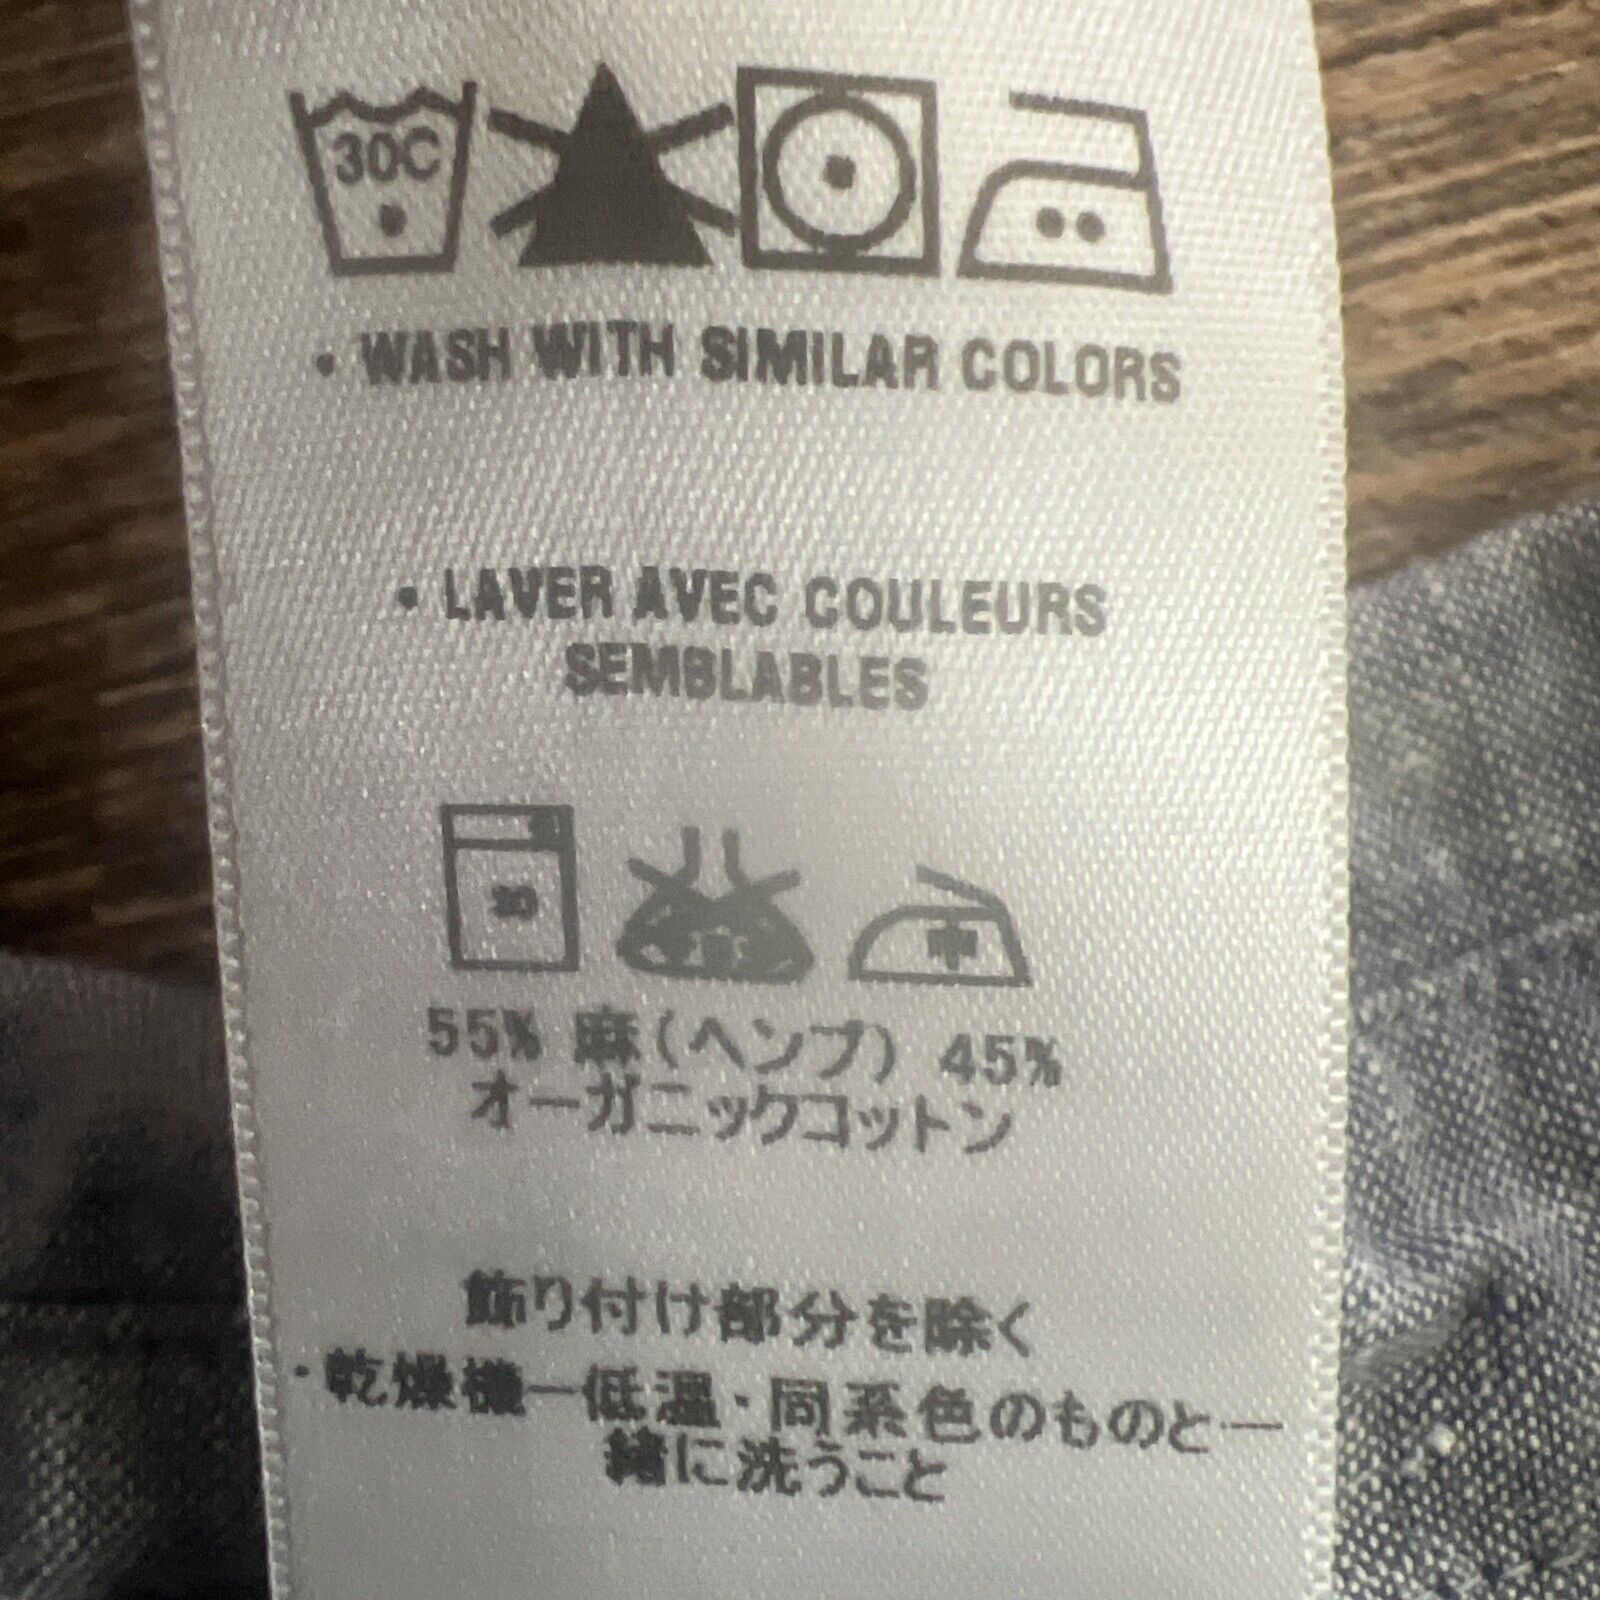 30C
• WASH WITH SIMILAR COLORS
• LAVER AVEC COULEURS
SEMBLABLES
30
中
55% 麻(ヘンプ) 45%
オーガニックコットン
飾り付け部分を除く
・乾燥機ー低温・同系色のものと一
緒に洗うこと